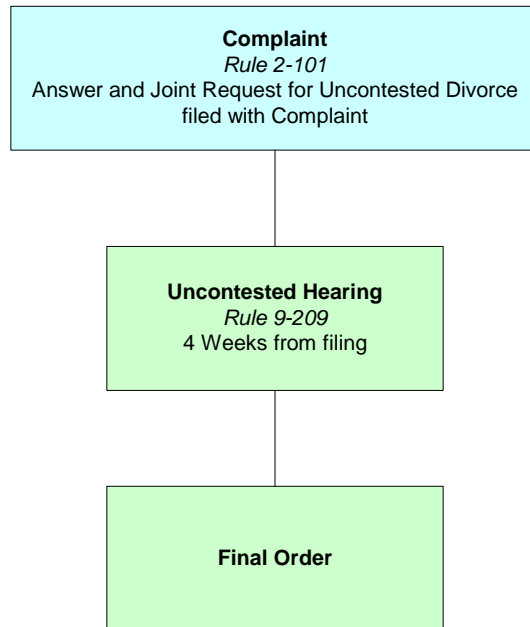 Complaint
Rule 2-101
Answer and Joint Request for Uncontested Divorce
filed with Complaint
Uncontested Hearing
Rule 9-209
4 Weeks from filing
Final Order